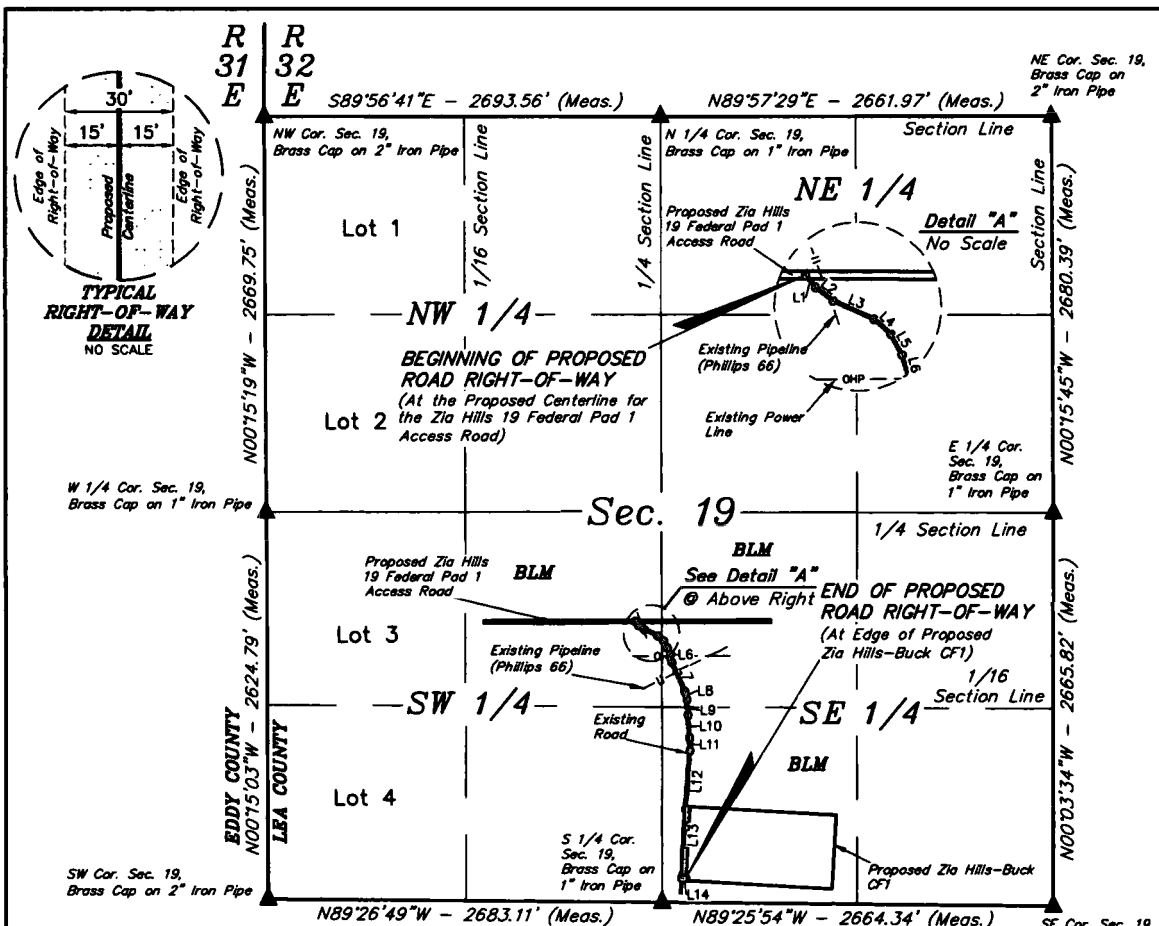 R
31
E
R
32
E
30'
15'
15'
Edge of
Right-of-Way
Proposed
Centerline
Edge of
Right-of-Way
TYPICAL
RIGHT-OF-WAY
DETAIL
NO SCALE
S89°56'41"E - 2693.56' (Meas.)
N89°57'29"E - 2661.97' (Meas.)
NE Cor. Sec. 19,
Brass Cap on
2" Iron Pipe
NW Cor. Sec. 19,
Brass Cap on 2" Iron Pipe
1/16 Section Line
N 1/4 Cor. Sec. 19,
Brass Cap on 1" Iron Pipe
Section Line
Lot 1
1/4 Section Line
NE 1/4
Proposed Zia Hills
19 Federal Pad 1
Access Road
Detail "A"
No Scale
Section Line
N00°15'19"W - 2669.75' (Meas.)
N00°15'45"W - 2680.39' (Meas.)
L1
L2
L3
L4
L5
L6
NW 1/4
BEGINNING OF PROPOSED
ROAD RIGHT-OF-WAY
(At the Proposed Centerline for
the Zia Hills 19 Federal Pad 1
Access Road)
Existing Pipeline
(Phillips 66)
OHP
Existing Power
Line
Lot 2
W 1/4 Cor. Sec. 19,
Brass Cap on 1" Iron Pipe
E 1/4 Cor.
Sec. 19,
Brass Cap on
1" Iron Pipe
Sec. 19
1/4 Section Line
Proposed Zia Hills
19 Federal Pad 1
Access Road
BLM
BLM
See Detail "A"
@ Above Right
END OF PROPOSED
ROAD RIGHT-OF-WAY
(At Edge of Proposed
Zia Hills-Buck CF1)
Lot 3
Existing Pipeline
(Phillips 66)
L6
L7
L8
L9
L10
L11
L12
L13
L14
1/16
Section Line
SW 1/4
SE 1/4
Existing
Road
BLM
EDDY COUNTY
N00°15'03"W - 2624.79' (Meas.)
LEA COUNTY
N00°03'34"W - 2665.82' (Meas.)
Lot 4
S 1/4 Cor.
Sec. 19,
Brass Cap on
1" Iron Pipe
Proposed Zia Hills-Buck
CF1
SW Cor. Sec. 19,
Brass Cap on 2" Iron Pipe
N89°26'49"W - 2683.11' (Meas.)
N89°25'54"W - 2664.34' (Meas.)
SE Cor. Sec. 19